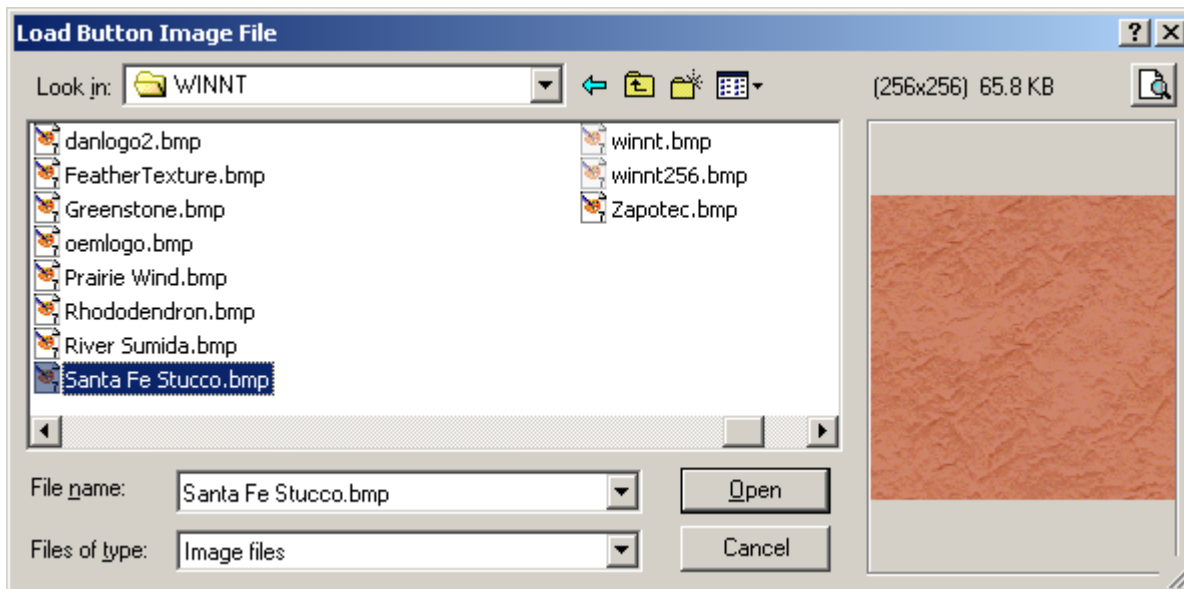 Load Button Image File
Look in: WINNT (256x256) 65.8 KB
danlogo2.bmp
FeatherTexture.bmp
Greenstone.bmp
oemlogo.bmp
Prairie Wind.bmp
Rhododendron.bmp
River Sumida.bmp
Santa Fe Stucco.bmp
winnt.bmp
winnt256.bmp
Zapotec.bmp
File name: Santa Fe Stucco.bmp Open
Files of type: Image files Cancel